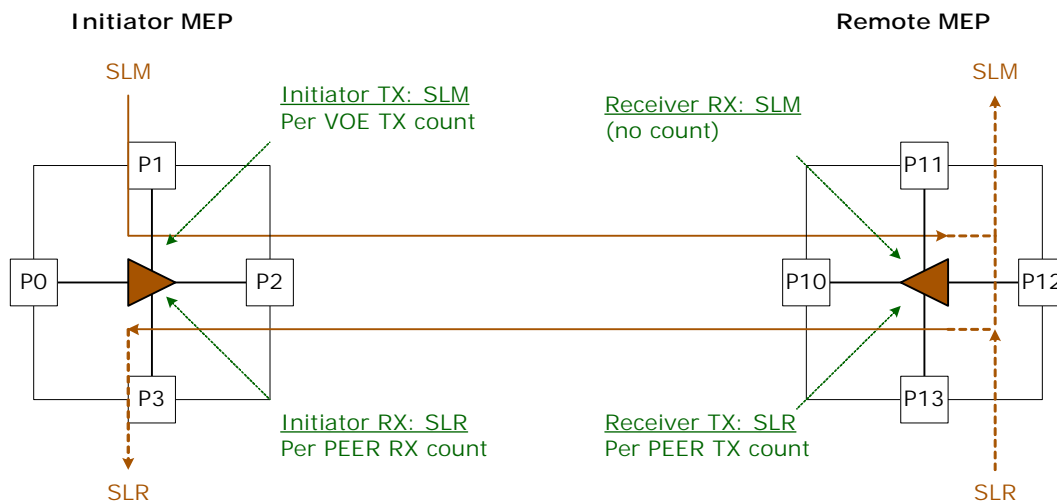 Initiator MEP
Remote MEP
SLM
SLM
Initiator TX: SLM
Per VOE TX count
Receiver RX: SLM
(no count)
P1
P11
P0
P2
P10
P12
P3
P13
Initiator RX: SLR
Per PEER RX count
Receiver TX: SLR
Per PEER TX count
SLR
SLR